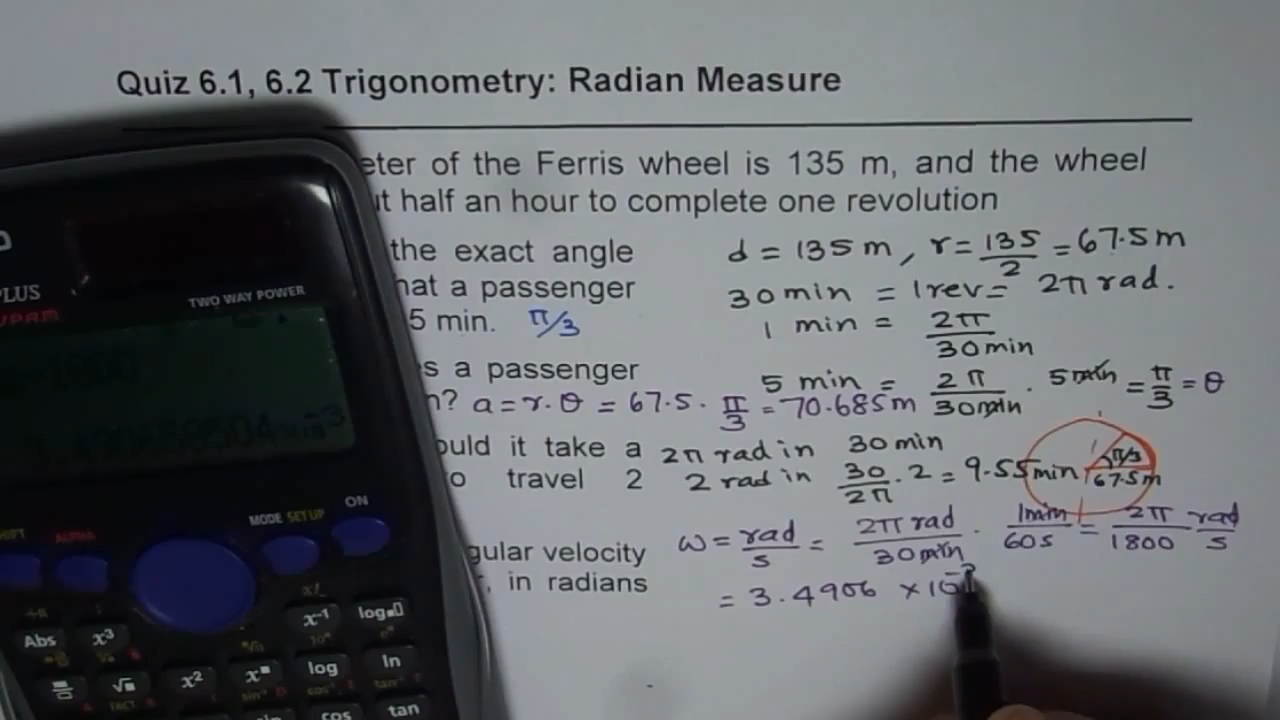 Quiz 6.1, 6.2 Trigonometry: Radian Measure
eter of the Ferris wheel is 135 m, and the wheel
ut half an hour to complete one revolution
the exact angle
hat a passenger
5 min. π/3
d = 135 m, r = 135/2 = 67.5 m
30 min = 1 rev = 2π rad.
1 min = 2π/30 min
5 min = 2π/30 min · 5 min = π/3 = θ
s a passenger
n? a = r.θ = 67.5 · π/3 = 70.685 m
ould it take a
o travel 2
2π rad in 30 min
2 rad in 30/2π · 2 = 9.55 min
π/3
67.5 m
gular velocity
, in radians
ω = rad/s = 2π rad/30 min · 1 min/60 s = 2π/1800 rad/s
= 3.4906 × 10
PLUS
TWO WAY POWER
ON
MODE SETUP
SHIFT
ALPHA
Abs x³ x⁻¹ log
√ x² x log ln
cos tan